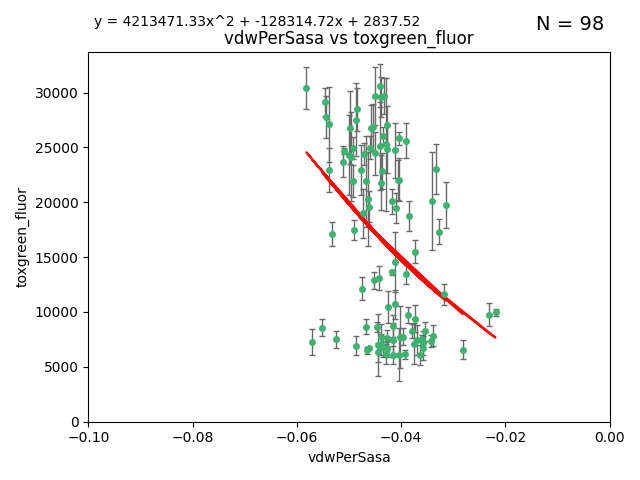 y = 4213471.33x^2 + -128314.72x + 2837.52
N = 98
vdwPerSasa vs toxgreen_fluor
toxgreen_fluor
30000
25000
20000
15000
10000
5000
0
−0.10
−0.08
−0.06
−0.04
−0.02
0.00
vdwPerSasa